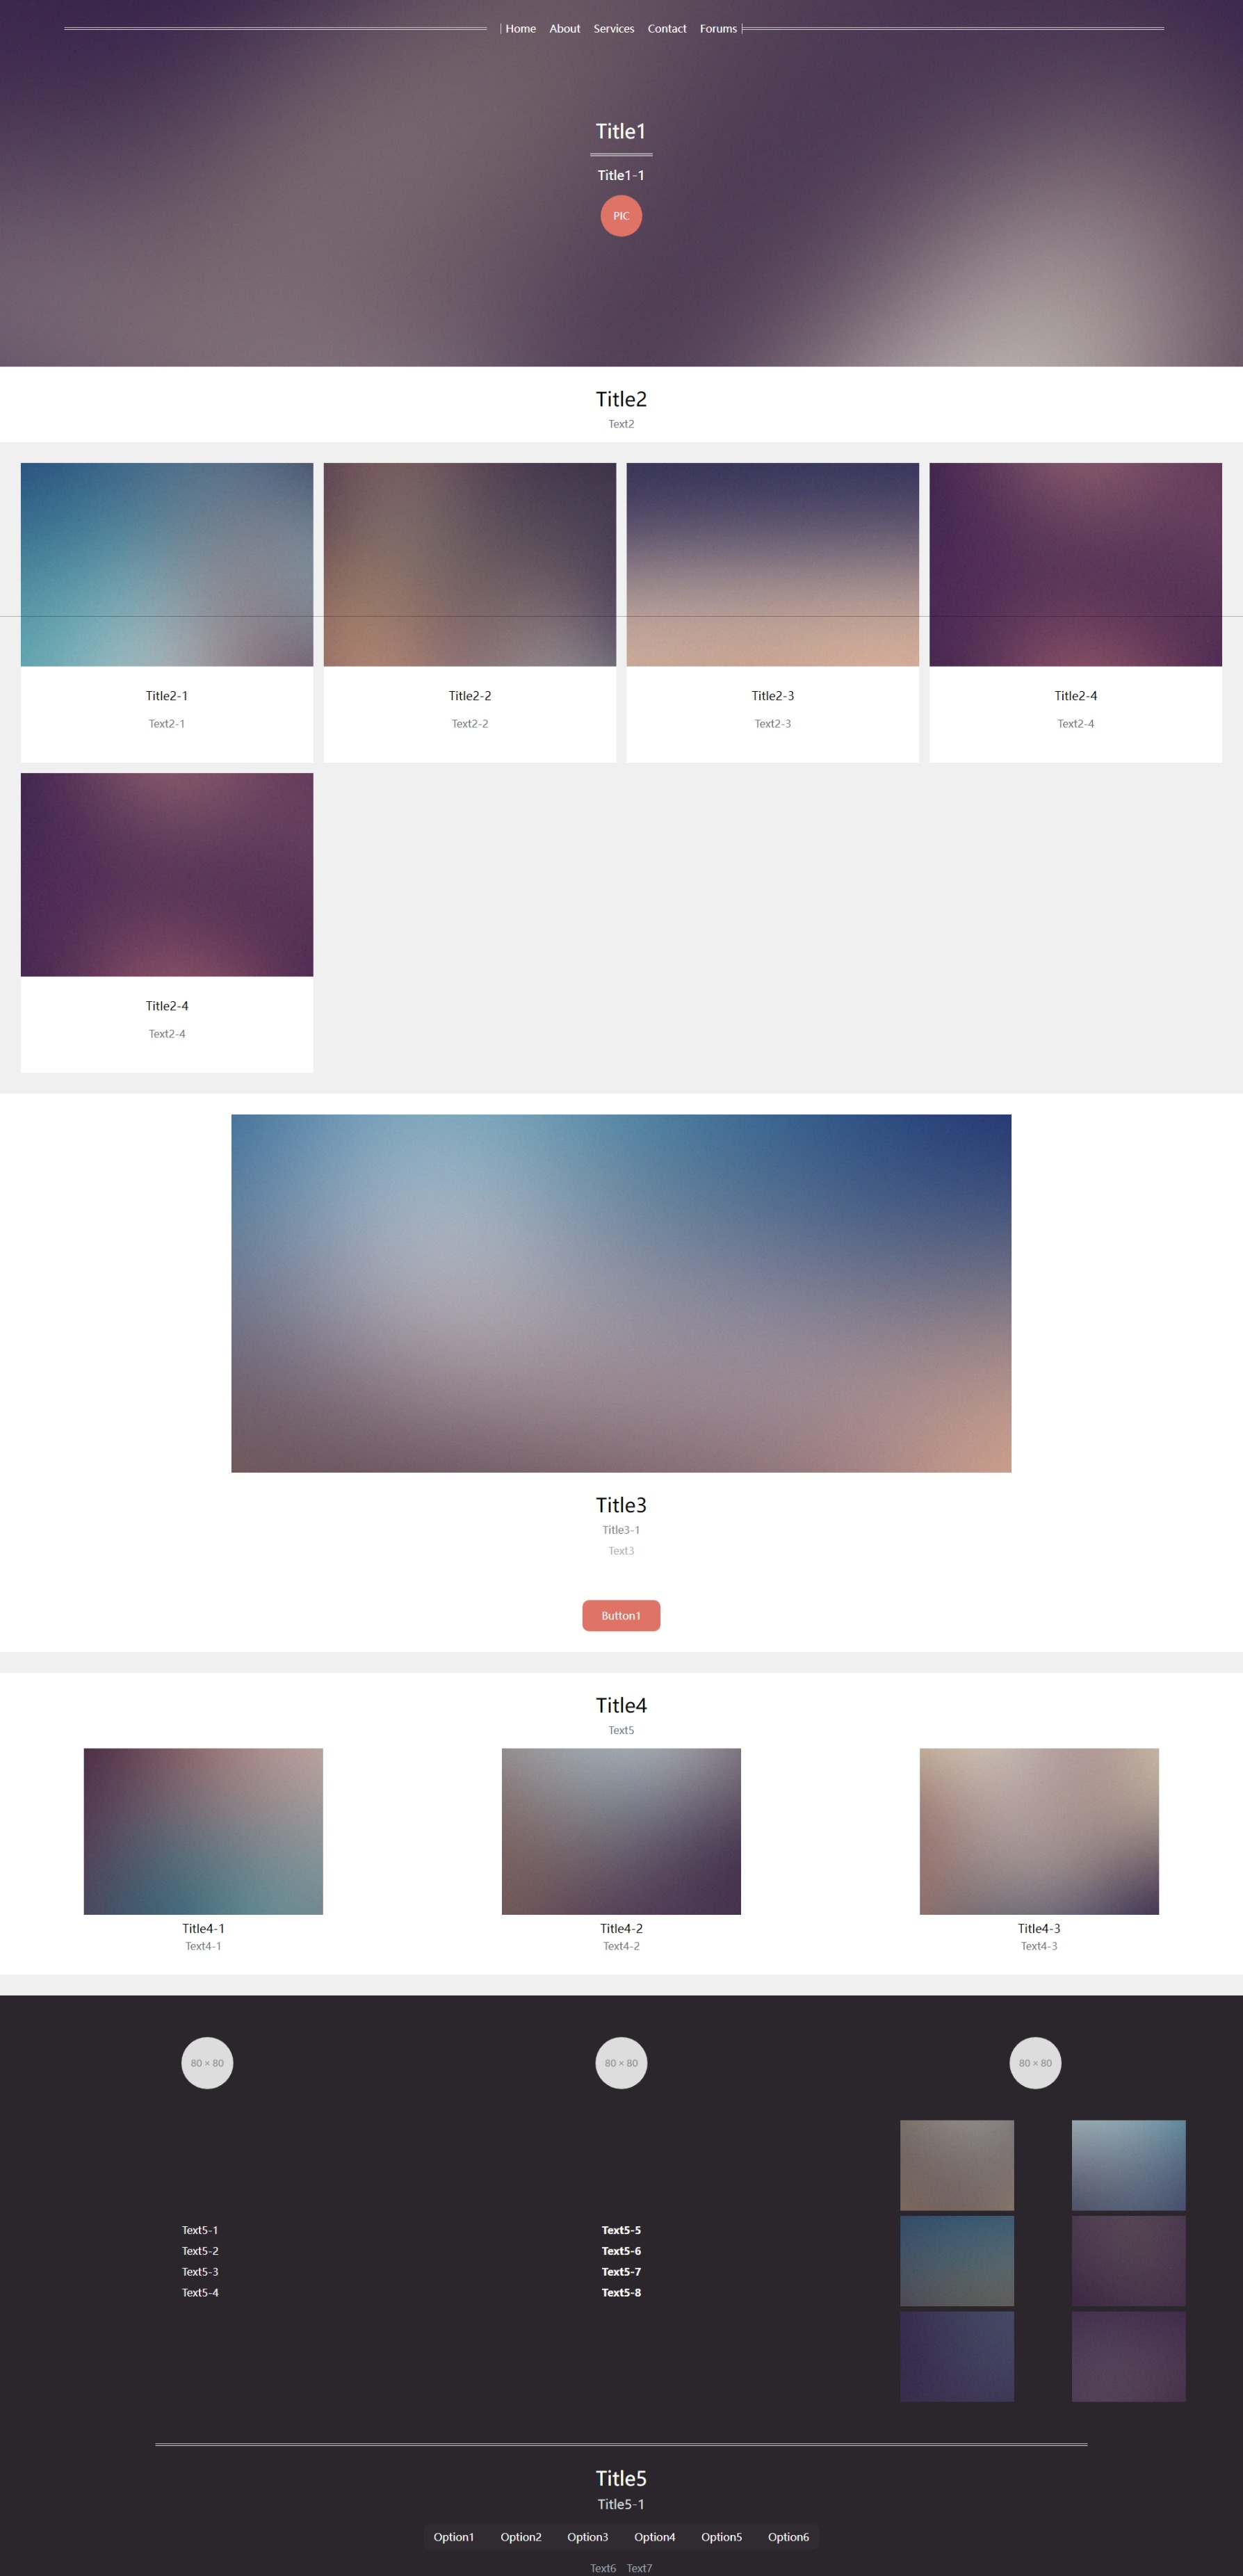 Home About Services Contact Forums
Title1
Title1-1
PIC
Title2
Text2
Title2-1 Title2-2 Title2-3 Title2-4
Text2-1 Text2-2 Text2-3 Text2-4
Title2-4
Text2-4
Title3
Title3-1
Text3
Button1
Title4
Text5
Title4-1 Title4-2 Title4-3
Text4-1 Text4-2 Text4-3
80 × 80 80 × 80 80 × 80
Text5-1 Text5-5
Text5-2 Text5-6
Text5-3 Text5-7
Text5-4 Text5-8
Title5
Title5-1
Option1 Option2 Option3 Option4 Option5 Option6
Text6 Text7